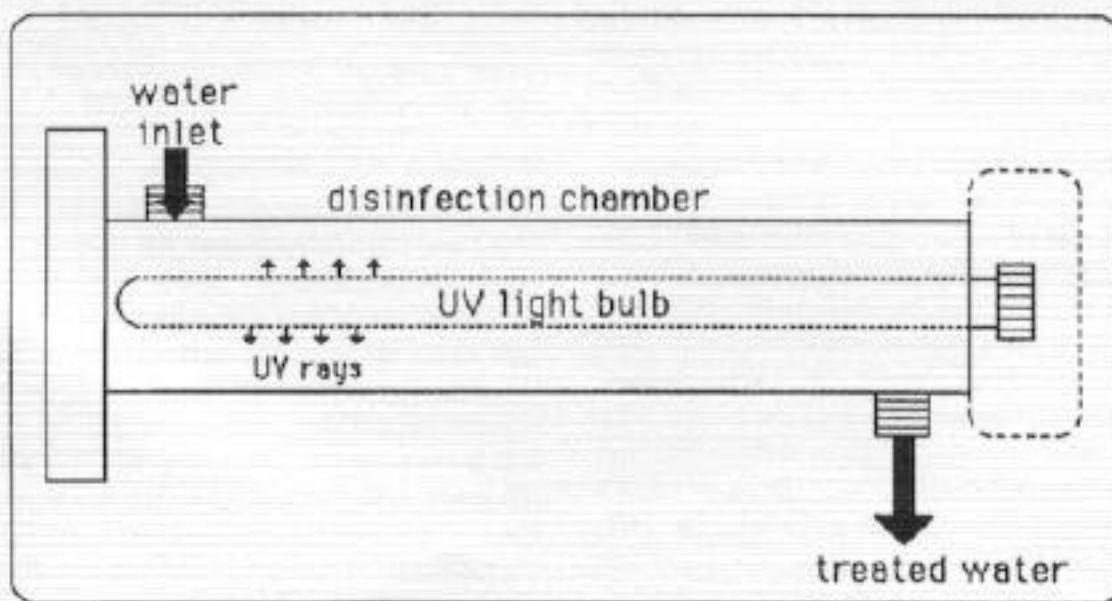 water
inlet
disinfection chamber
UV light bulb
UV rays
treated water